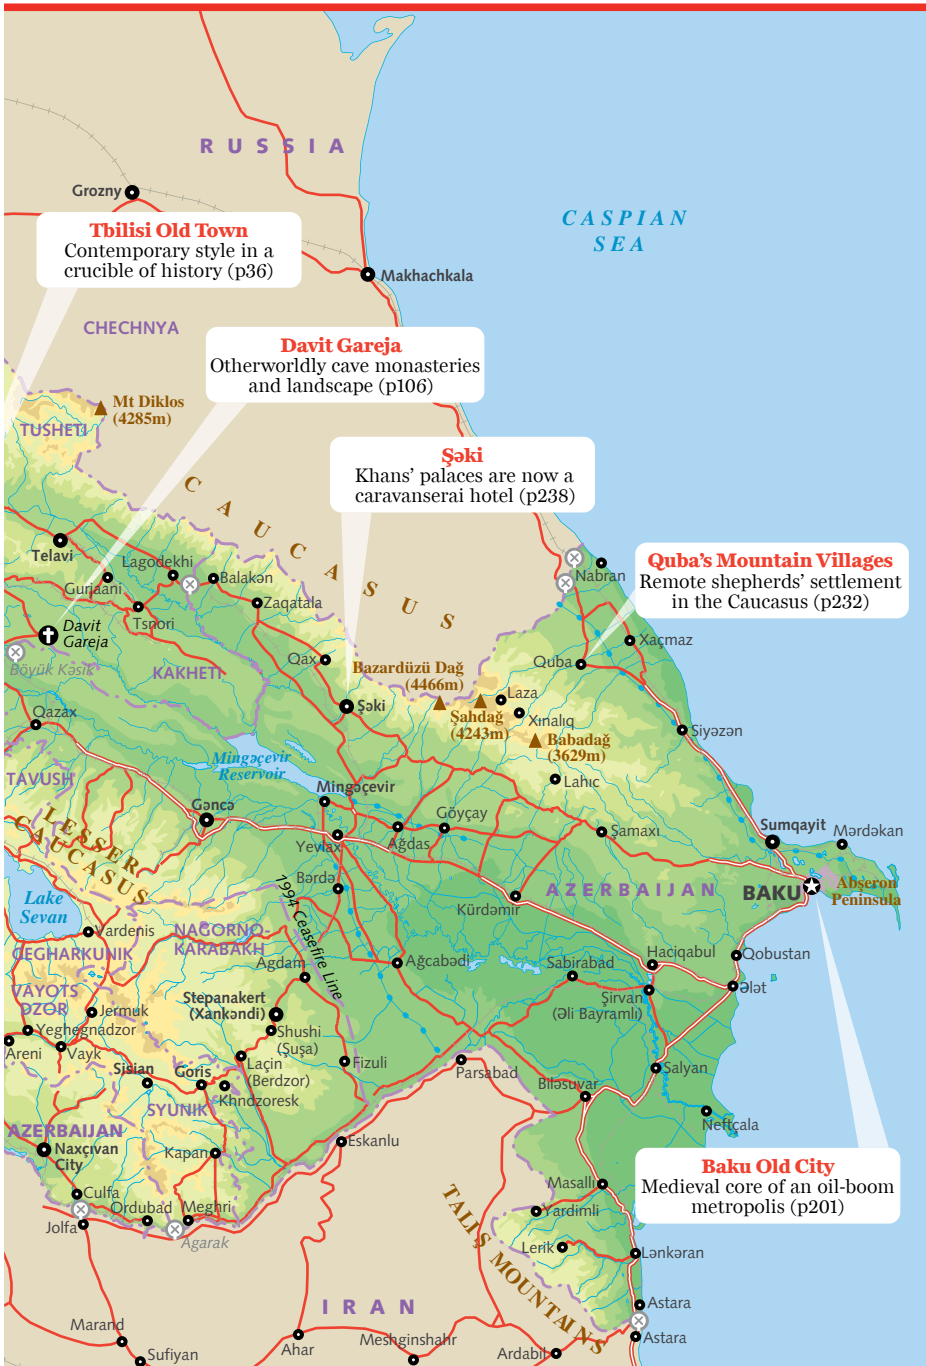 RUSSIA
Grozny
CASPIAN
SEA
Tbilisi Old Town
Contemporary style in a
crucible of history (p36)
Makhachkala
CHECHNYA
Davit Gareja
Otherworldly cave monasteries
and landscape (p106)
Mt Diklos
(4285m)
TUSHETI
Şəki
Khans’ palaces are now a
caravanserai hotel (p238)
CAUCASUS
Telavi
Lagodekhi
Gurjaani
Balakən
Zaqatala
Tsnori
Nabran
Quba’s Mountain Villages
Remote shepherds’ settlement
in the Caucasus (p232)
Davit
Gareja
Böyük Kəsik
KAKHETI
Qax
Xaçmaz
Quba
Bazardüzü Dağ
(4466m)
Laza
Şəki
Şahdağ
(4243m)
Xınalıq
Qazax
Siyəzən
Babadağ
(3629m)
Mingəçevir
Reservoir
TAVUSH
Lahıc
Mingəçevir
Gəncə
LESSER
CAUCASUS
Göyçay
Yevlax
Ağdas
Şamaxı
Sumqayit
Mərdəkan
Bərdə
Lake
Sevan
1994 Ceasefire Line
AZERBAIJAN
BAKU
Abşeron
Peninsula
Kürdəmir
Vardenis
NAGORNO-
KARABAKH
GEGHARKUNIK
Agdam
Ağcabədi
Sabirabad
Haciqabul
Qobustan
VAYOTS
DZOR
Stepanakert
(Xankəndi)
Jermuk
Şirvan
(Əli Bayramlı)
Ələt
Yeghegnadzor
Shushi
(Şuşa)
Areni
Vayk
Laçin
(Berdzor)
Fizuli
Parsabad
Salyan
Sisian
Goris
Khndzoresk
Biləsuvar
SYUNIK
Neftçala
AZERBAIJAN
Naxçıvan
City
Kapan
Eskanlu
Baku Old City
Medieval core of an oil-boom
metropolis (p201)
Culfa
Ordubad
Meghri
Masallı
Yardımlı
Jolfa
Agarak
TALIŞ MOUNTAINS
Lerik
Lənkəran
IRAN
Astara
Marand
Meshginshahr
Astara
Sufiyan
Ahar
Ardabil